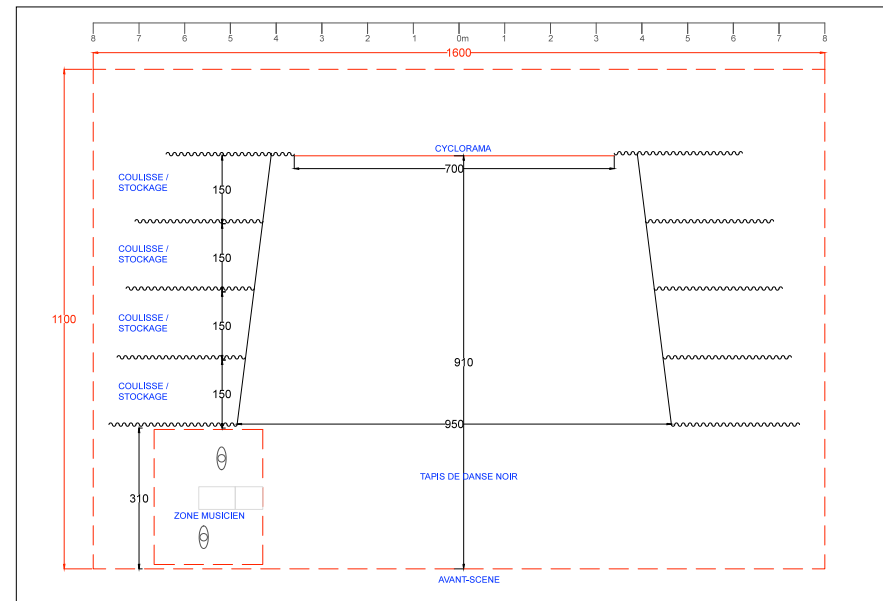 8 7 6 5 4 3 2 1 0m 1 2 3 4 5 6 7 8
1600
CYCLORAMA
700
COULISSE /
STOCKAGE
150
COULISSE /
STOCKAGE
150
1100
COULISSE /
STOCKAGE
150
910
COULISSE /
STOCKAGE
150
950
TAPIS DE DANSE NOIR
310
ZONE MUSICIEN
AVANT-SCENE